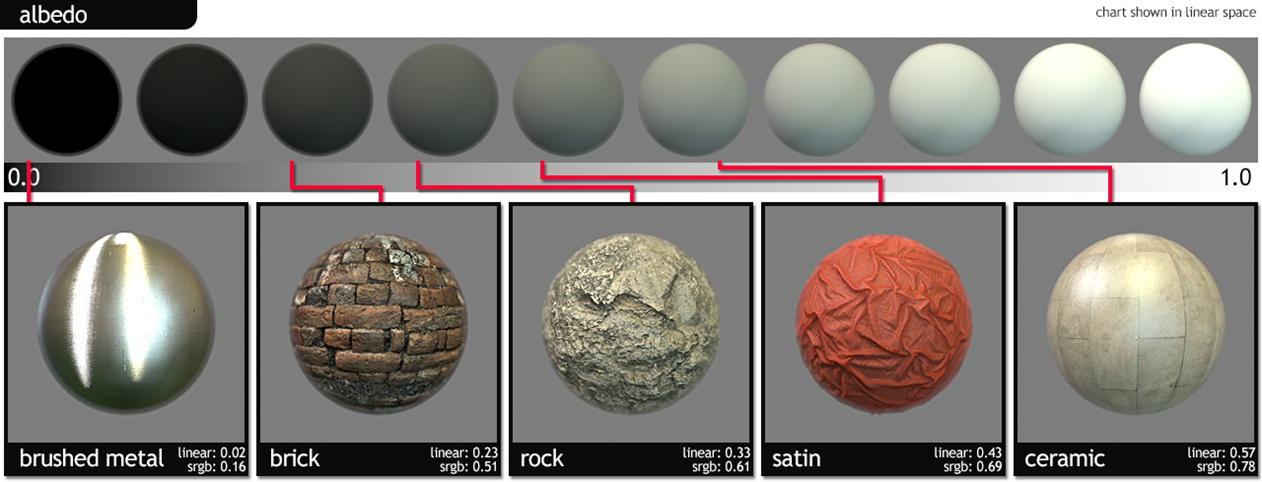 albedo
chart shown in linear space
0.0
1.0
brushed metal
linear: 0.02
srgb: 0.16
brick
linear: 0.23
srgb: 0.51
rock
linear: 0.33
srgb: 0.61
satin
linear: 0.43
srgb: 0.69
ceramic
linear: 0.57
srgb: 0.78